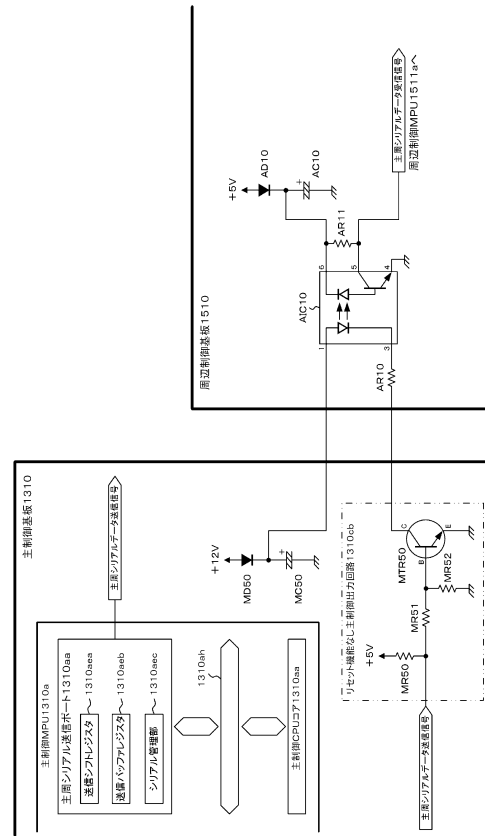 主制御基板1310
主制御MPU1310a
主周シリアル送信ポート1310aa
送信シフトレジスタ
1310aea
送信バッファレジスタ
1310aeb
シリアル管理部
1310aec
1310ah
主制御CPUコア1310aa
主周シリアルデータ送信信号
+12V
MD50
MC50
+
リセット機能なし主制御出力回路1310cb
+5V
MR50
MR51
MR52
MTR50
B
C
E
主周シリアルデータ送信信号
周辺制御基板1510
+5V
AD10
AC10
+
AR11
AIC10
1
3
4
5
6
AR10
主周シリアルデータ受信信号
周辺制御MPU1511aへ